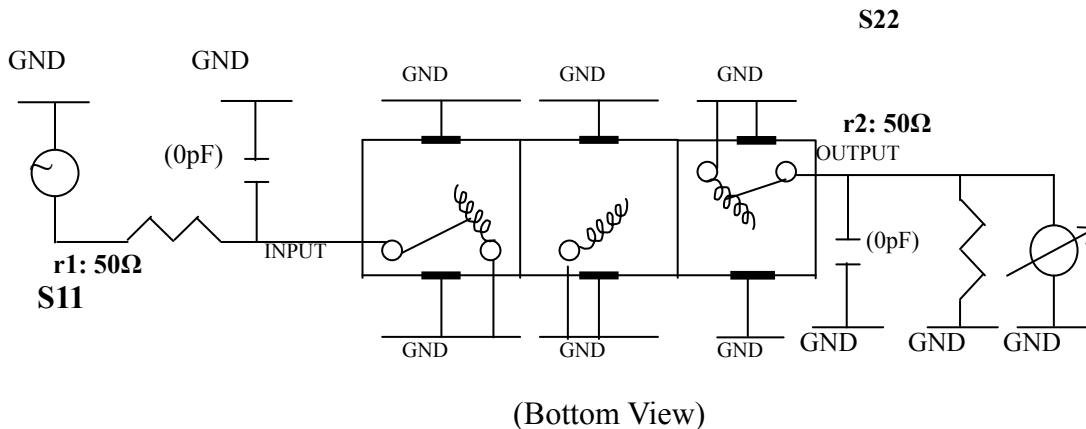 S22
GND
GND
GND
GND
GND
r2: 50Ω
(0pF)
OUTPUT
INPUT
(0pF)
r1: 50Ω
S11
GND
GND
GND
GND
GND
GND
(Bottom View)